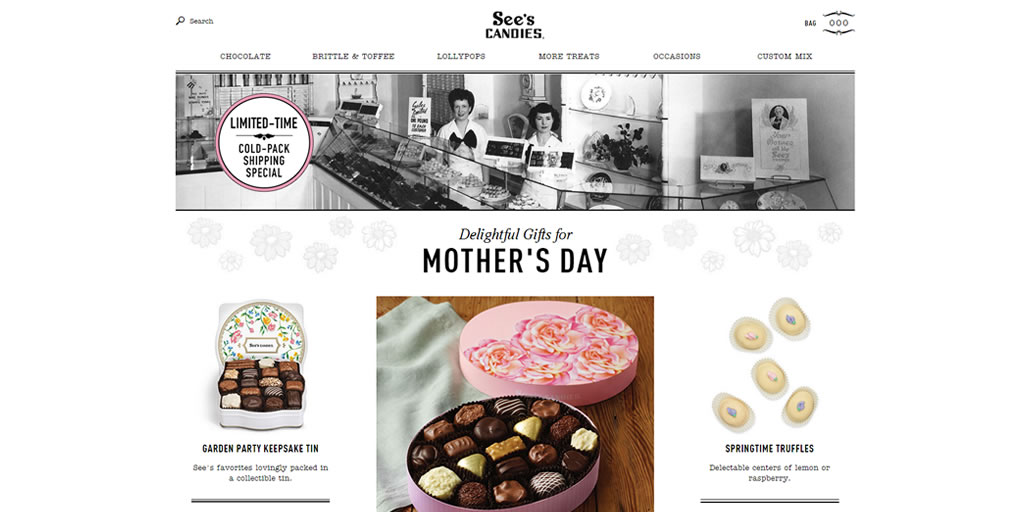 Search
See's
CANDIES
BAG 000
CHOCOLATE BRITTLE & TOFFEE LOLLYPOPS MORE TREATS OCCASIONS CUSTOM MIX
LIMITED-TIME
COLD-PACK
SHIPPING
SPECIAL
Delightful Gifts for
MOTHER'S DAY
See's CANDIES
GARDEN PARTY KEEPSAKE TIN
See's favorites lovingly packed in
a collectible tin.
SPRINGTIME TRUFFLES
Delectable centers of lemon or
raspberry.